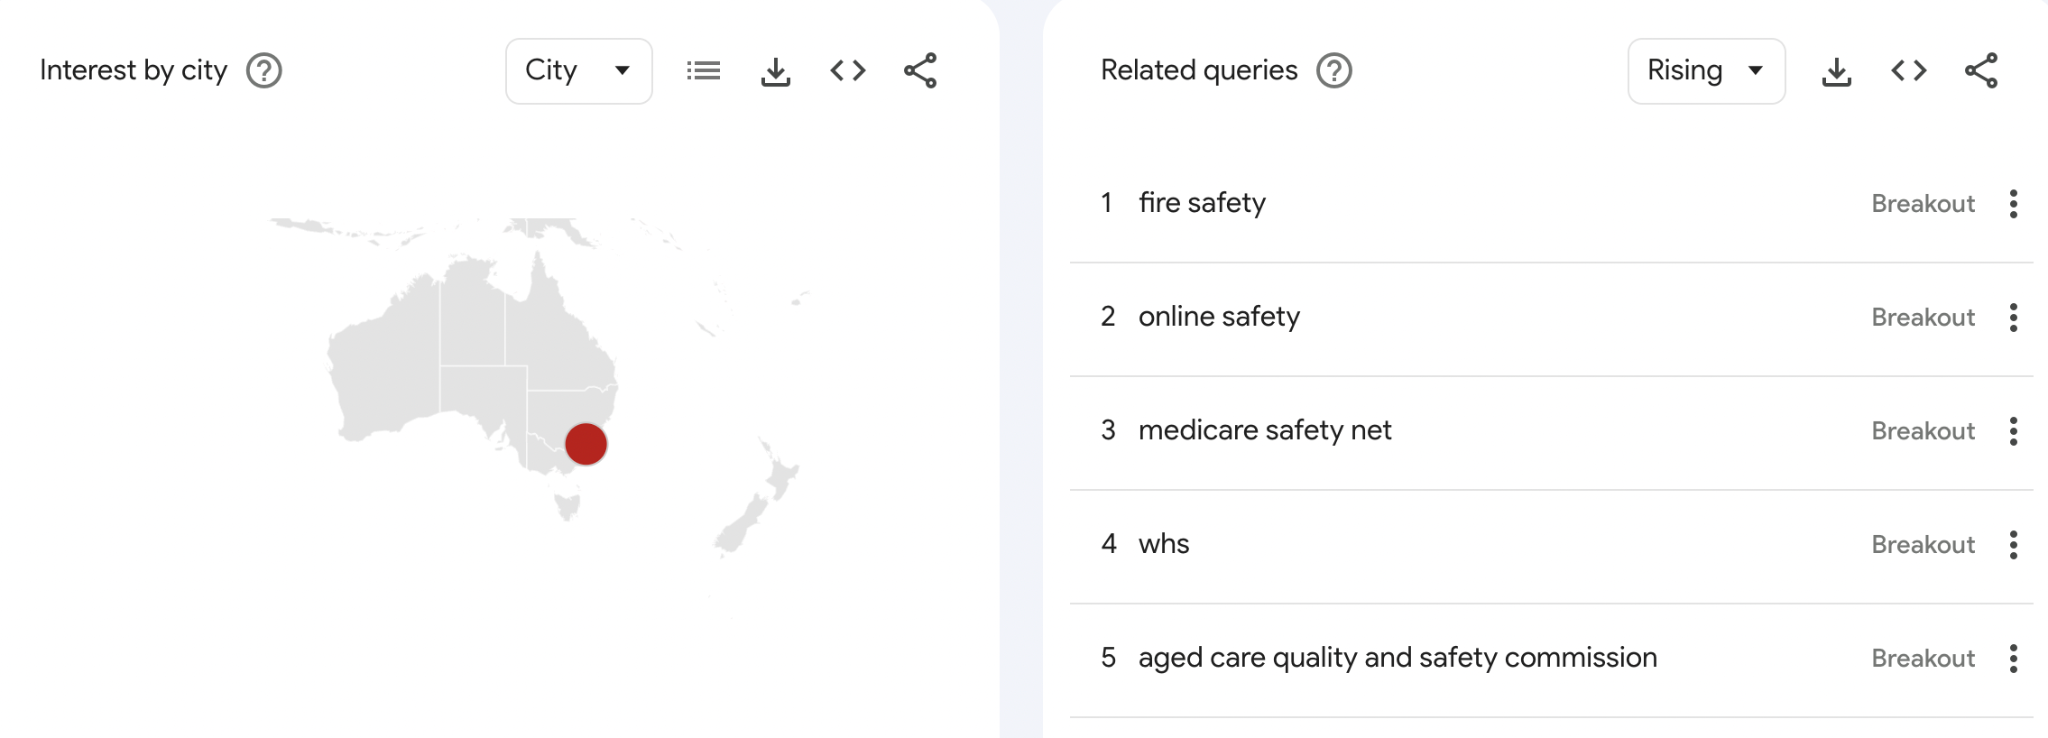 Interest by city
City
Related queries
Rising
1 fire safety Breakout
2 online safety Breakout
3 medicare safety net Breakout
4 whs Breakout
5 aged care quality and safety commission Breakout